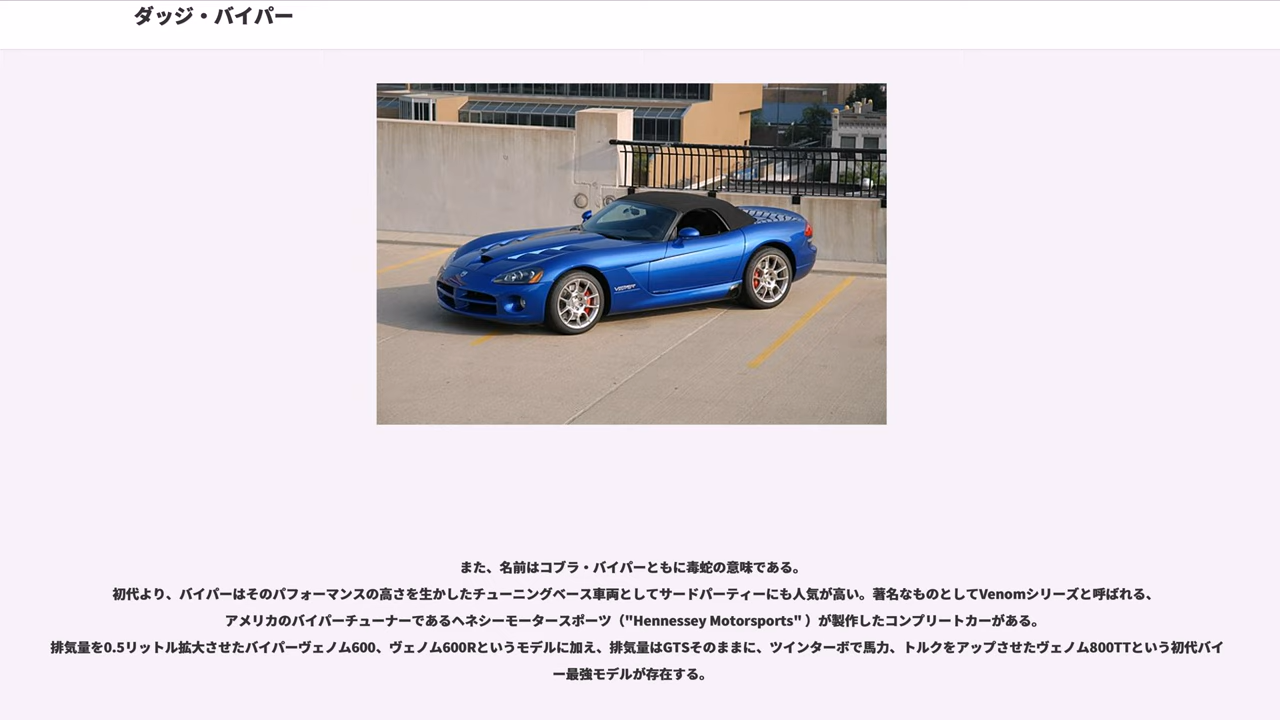 ダッジ・バイパー
また、名前はコブラ・バイパーともに毒蛇の意味である。
初代より、バイパーはそのパフォーマンスの高さを生かしたチューニングベース車両としてサードパーティーにも人気が高い。著名なものとしてVenomシリーズと呼ばれる、
アメリカのバイパーチューナーであるヘネシーモータースポーツ（"Hennessey Motorsports" ）が製作したコンプリートカーがある。
排気量を0.5リットル拡大させたバイパーヴェノム600、ヴェノム600Rというモデルに加え、排気量はGTSそのままに、ツインターボで馬力、トルクをアップさせたヴェノム800TTという初代バイ
ー最強モデルが存在する。